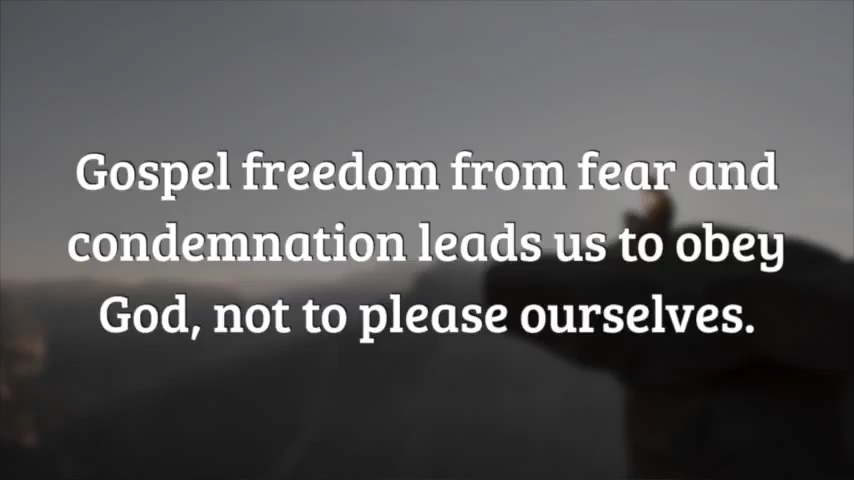 Gospel freedom from fear and
condemnation leads us to obey
God, not to please ourselves.